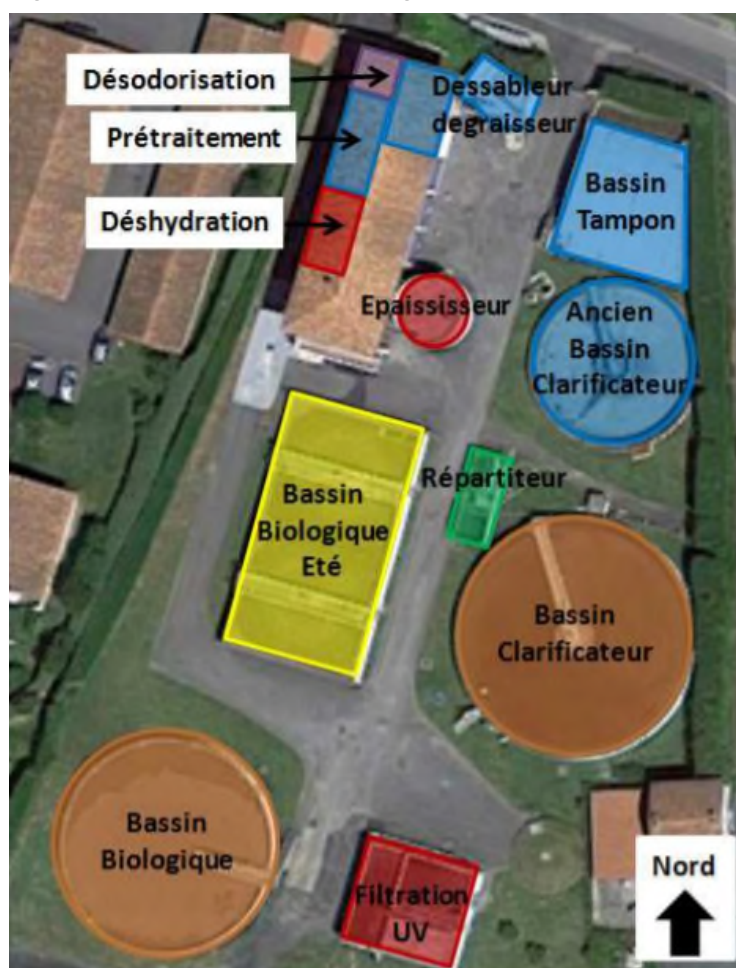 Désodorisation
Dessableur
degraisseur
Prétraitement
Bassin
Tampon
Déshydration
Epaississeur
Ancien
Bassin
Clarificateur
Répartiteur
Bassin
Biologique
Eté
Bassin
Clarificateur
Bassin
Biologique
Filtration
UV
Nord